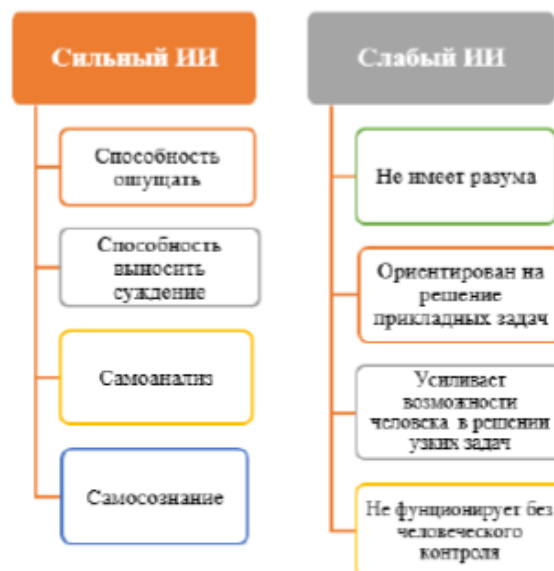 Сильный ИИ
Способность
ощущать
Способность
выносить
суждение
Самоанализ
Самосознание
Слабый ИИ
Не имеет разума
Ориентирован на
решение
прикладных задач
Усиливает
возможности
человека в решении
узких задач
Не фунционирует без
человеческого
контроля